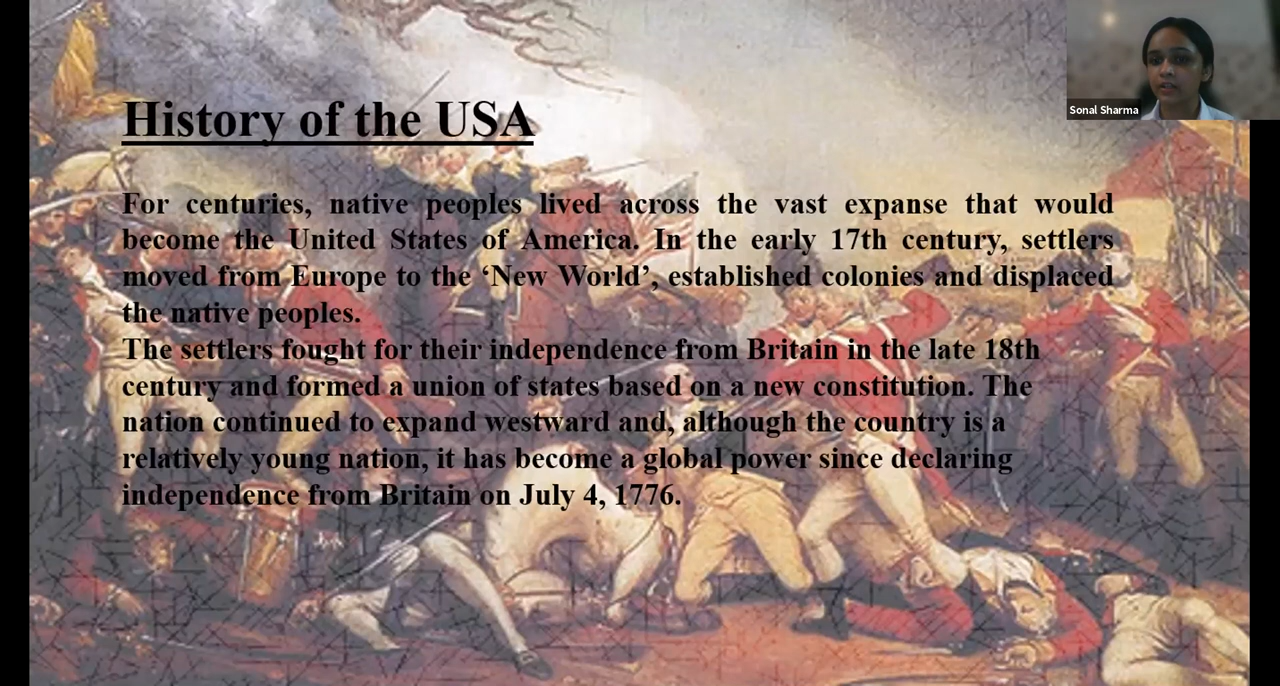 Sonal Sharma
History of the USA
For centuries, native peoples lived across the vast expanse that would
become the United States of America. In the early 17th century, settlers
moved from Europe to the ‘New World’, established colonies and displaced
the native peoples.
The settlers fought for their independence from Britain in the late 18th
century and formed a union of states based on a new constitution. The
nation continued to expand westward and, although the country is a
relatively young nation, it has become a global power since declaring
independence from Britain on July 4, 1776.